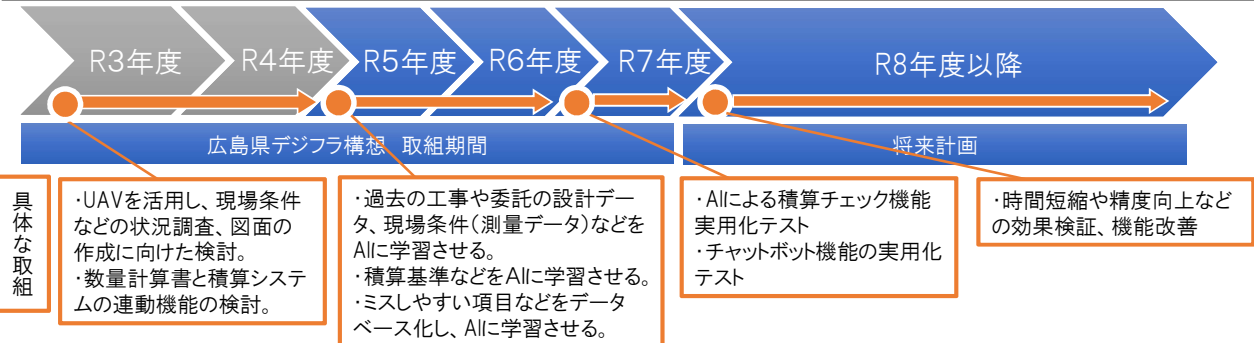 R3年度
R4年度
R5年度
R6年度
R7年度
R8年度以降
広島県デジフラ構想 取組期間
将来計画
具体な取組
・UAVを活用し、現場条件
などの状況調査、図面の
作成に向けた検討。
・数量計算書と積算システ
ムの連動機能の検討。
・過去の工事や委託の設計デー
タ、現場条件(測量データ)などを
AIに学習させる。
・積算基準などをAIに学習させる。
・ミスしやすい項目などをデータ
ベース化し、AIに学習させる。
・AIによる積算チェック機能
実用化テスト
・チャットボット機能の実用化
テスト
・時間短縮や精度向上など
の効果検証、機能改善